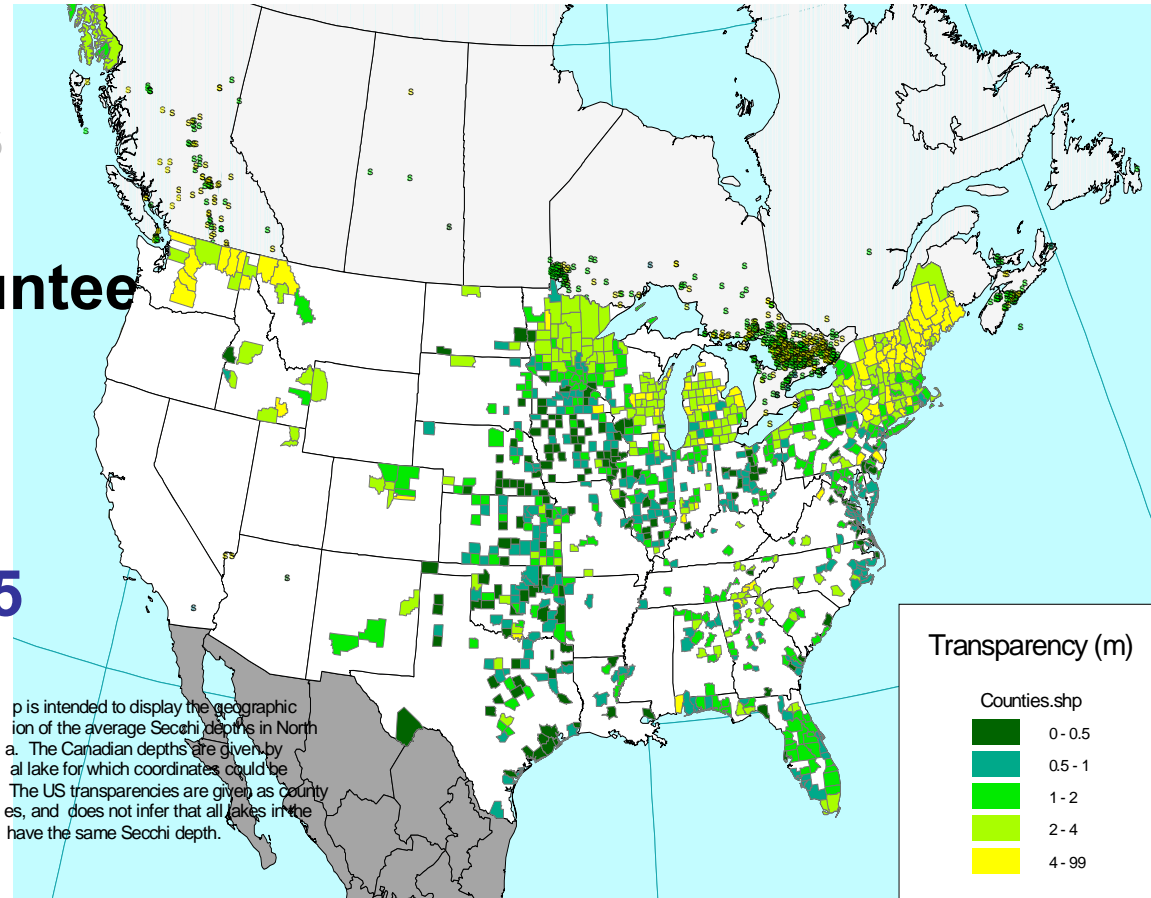 untee
5
p is intended to display the geographic
ion of the average Secchi depths in North
a. The Canadian depths are given by
al lake for which coordinates could be
The US transparencies are given as county
es, and does not infer that all lakes in the
have the same Secchi depth.
Transparency (m)
Counties.shp
0 - 0.5
0.5 - 1
1 - 2
2 - 4
4 - 99